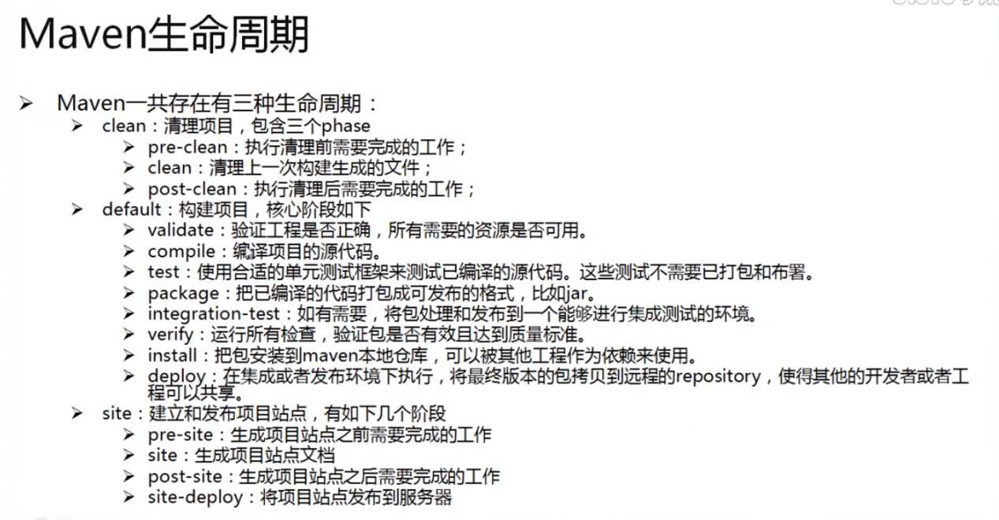 Maven生命周期
➢ Maven一共存在有三种生命周期：
➢ clean：清理项目，包含三个phase
➢ pre-clean：执行清理前需要完成的工作；
➢ clean：清理上一次构建生成的文件；
➢ post-clean：执行清理后需要完成的工作；
➢ default：构建项目，核心阶段如下
➢ validate：验证工程是否正确，所有需要的资源是否可用。
➢ compile：编译项目的源代码。
➢ test：使用合适的单元测试框架来测试已编译的源代码。这些测试不需要已打包和布署。
➢ package：把已编译的代码打包成可发布的格式，比如jar。
➢ integration-test：如有需要，将包处理和发布到一个能够进行集成测试的环境。
➢ verify：运行所有检查，验证包是否有效且达到质量标准。
➢ install：把包安装到maven本地仓库，可以被其他工程作为依赖来使用。
➢ deploy：在集成或者发布环境下执行，将最终版本的包拷贝到远程的repository，使得其他的开发者或者工
程可以共享。
➢ site：建立和发布项目站点，有如下几个阶段
➢ pre-site：生成项目站点之前需要完成的工作
➢ site：生成项目站点文档
➢ post-site：生成项目站点之后需要完成的工作
➢ site-deploy：将项目站点发布到服务器